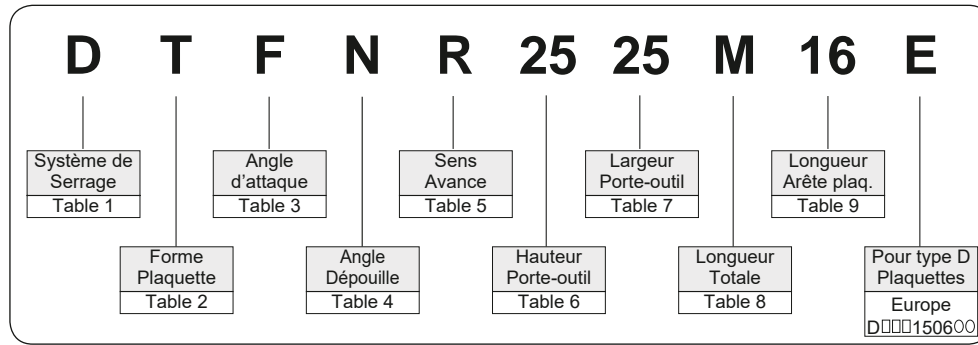 D T F N R 25 25 M 16 E
Système de
Serrage
Table 1
Angle
d'attaque
Table 3
Sens
Avance
Table 5
Largeur
Porte-outil
Table 7
Longueur
Arête plaq.
Table 9
Forme
Plaquette
Table 2
Angle
Dépouille
Table 4
Hauteur
Porte-outil
Table 6
Longueur
Totale
Table 8
Pour type D
Plaquettes
Europe
D□□□1506○○